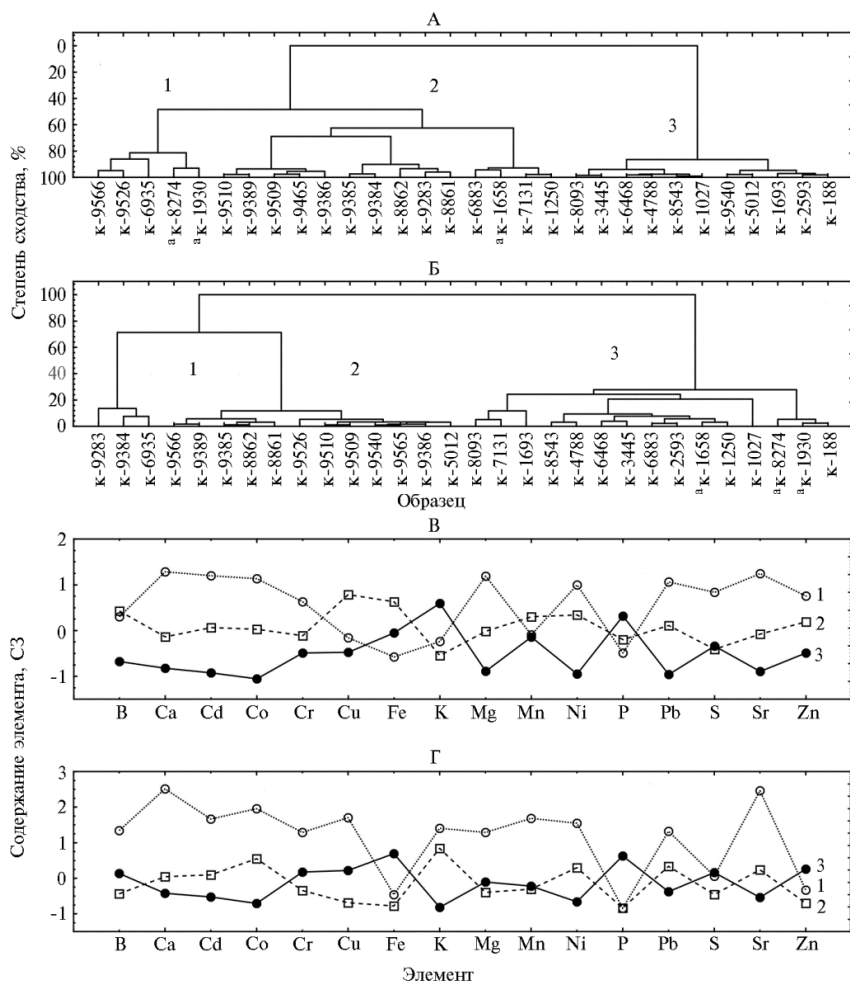 А
Степень сходства, %
0
20
40
60
80
100
1
2
3
к-9566
к-9526
к-6935
ак-8274
ак-1930
к-9510
к-9389
к-9509
к-9465
к-9386
к-9385
к-9384
к-8862
к-9283
к-8861
к-6883
ак-1658
к-7131
к-1250
к-8093
к-3445
к-6468
к-4788
к-8543
к-1027
к-9540
к-5012
к-1693
к-2593
к-188
Б
100
80
60
40
20
0
1
2
3
к-9283
к-9384
к-6935
к-9566
к-9389
к-9385
к-8862
к-8861
к-9526
к-9510
к-9509
к-9540
к-9565
к-9386
к-5012
к-8093
к-7131
к-1693
к-8543
к-4788
к-6468
к-3445
к-6883
к-2593
ак-1658
к-1250
к-1027
ак-8274
ак-1930
к-188
Образец
В
Содержание элемента, СЗ
2
1
0
-1
1
2
3
B Ca Cd Co Cr Cu Fe K Mg Mn Ni P Pb S Sr Zn
Г
3
2
1
0
-1
3
1
2
B Ca Cd Co Cr Cu Fe K Mg Mn Ni P Pb S Sr Zn
Элемент